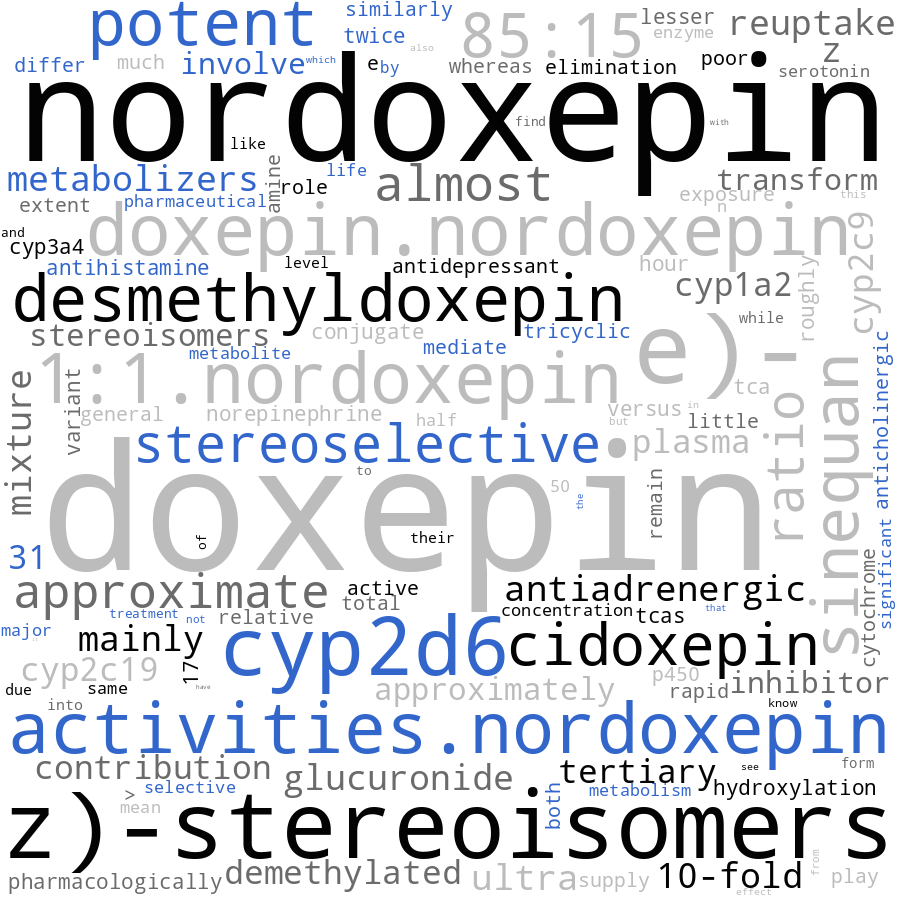 potent
similarly
85:15
lesser
reuptake
twice
enzyme
also
differ
much
involve
which
e
by
whereas
elimination
poor
z
serotonin
nordoxepin
find
with
like
metabolizers
life
amine
role
almost
transform
extent
pharmaceutical
exposure
n
this
and
cyp3a4
doxepin.nordoxepin
cyp2c9
antihistamine
level
antidepressant
hour
roughly
desmethyldoxepin
cyp1a2
stereoisomers
conjugate
tricyclic
e)-
while
metabolite
mediate
1:1.nordoxepin
tca
mixture
variant
general
norepinephrine
half
versus
in
but
little
ratio
sinequan
anticholinergic
stereoselective
plasma
doxepin
to
50
the
remain
of
their
31
approximate
active
total
antiadrenergic
concentration
tcas
that
cytochrome
significant
major
treatment
not
relative
mainly
cyp2d6
cidoxepin
it
cyp2c19
17
approximately
p450
rapid
inhibitor
due
same
have
into
know
activities.nordoxepin
contribution
glucuronide
tertiary
see
form
>
selective
both
metabolism
hydroxylation
mean
z)-stereoisomers
pharmacologically
demethylated
ultra
supply
10-fold
effect
from
play